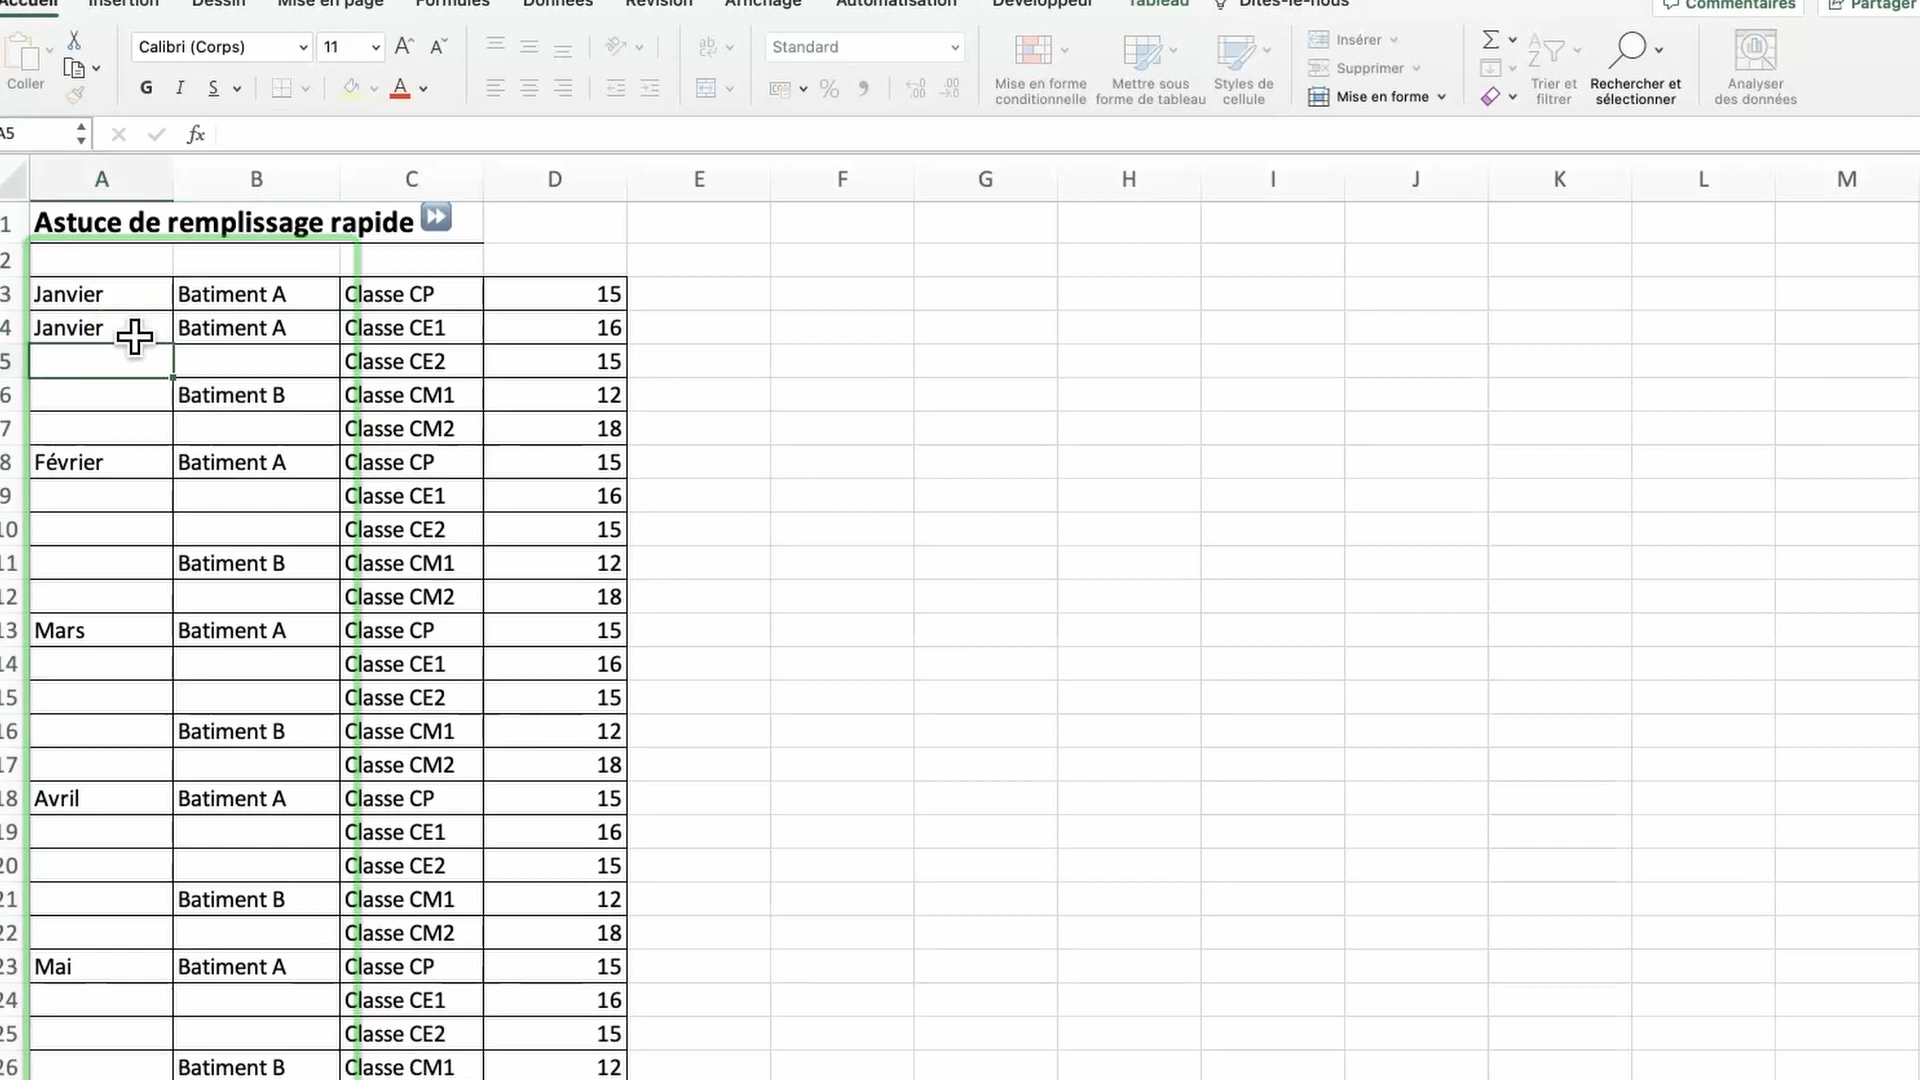 Accueil Insertion Dessin Mise en page Formules Données Révision Affichage Automatisation Développeur Tableau Dites-le-nous Commentaires Partager
Coller
Calibri (Corps) 11 A A
G I S A
ab
Standard
%
Mise en forme conditionnelle
Mettre sous forme de tableau
Styles de cellule
Insérer
Supprimer
Mise en forme
Σ
A Z
Trier et filtrer
Rechercher et sélectionner
Analyser des données
A5 fx
A B C D E F G H I J K L M
1 Astuce de remplissage rapide
2
3 Janvier Batiment A Classe CP 15
4 Janvier Batiment A Classe CE1 16
5 Classe CE2 15
6 Batiment B Classe CM1 12
7 Classe CM2 18
8 Février Batiment A Classe CP 15
9 Classe CE1 16
10 Classe CE2 15
11 Batiment B Classe CM1 12
12 Classe CM2 18
13 Mars Batiment A Classe CP 15
14 Classe CE1 16
15 Classe CE2 15
16 Batiment B Classe CM1 12
17 Classe CM2 18
18 Avril Batiment A Classe CP 15
19 Classe CE1 16
20 Classe CE2 15
21 Batiment B Classe CM1 12
22 Classe CM2 18
23 Mai Batiment A Classe CP 15
24 Classe CE1 16
25 Classe CE2 15
26 Batiment B Classe CM1 12